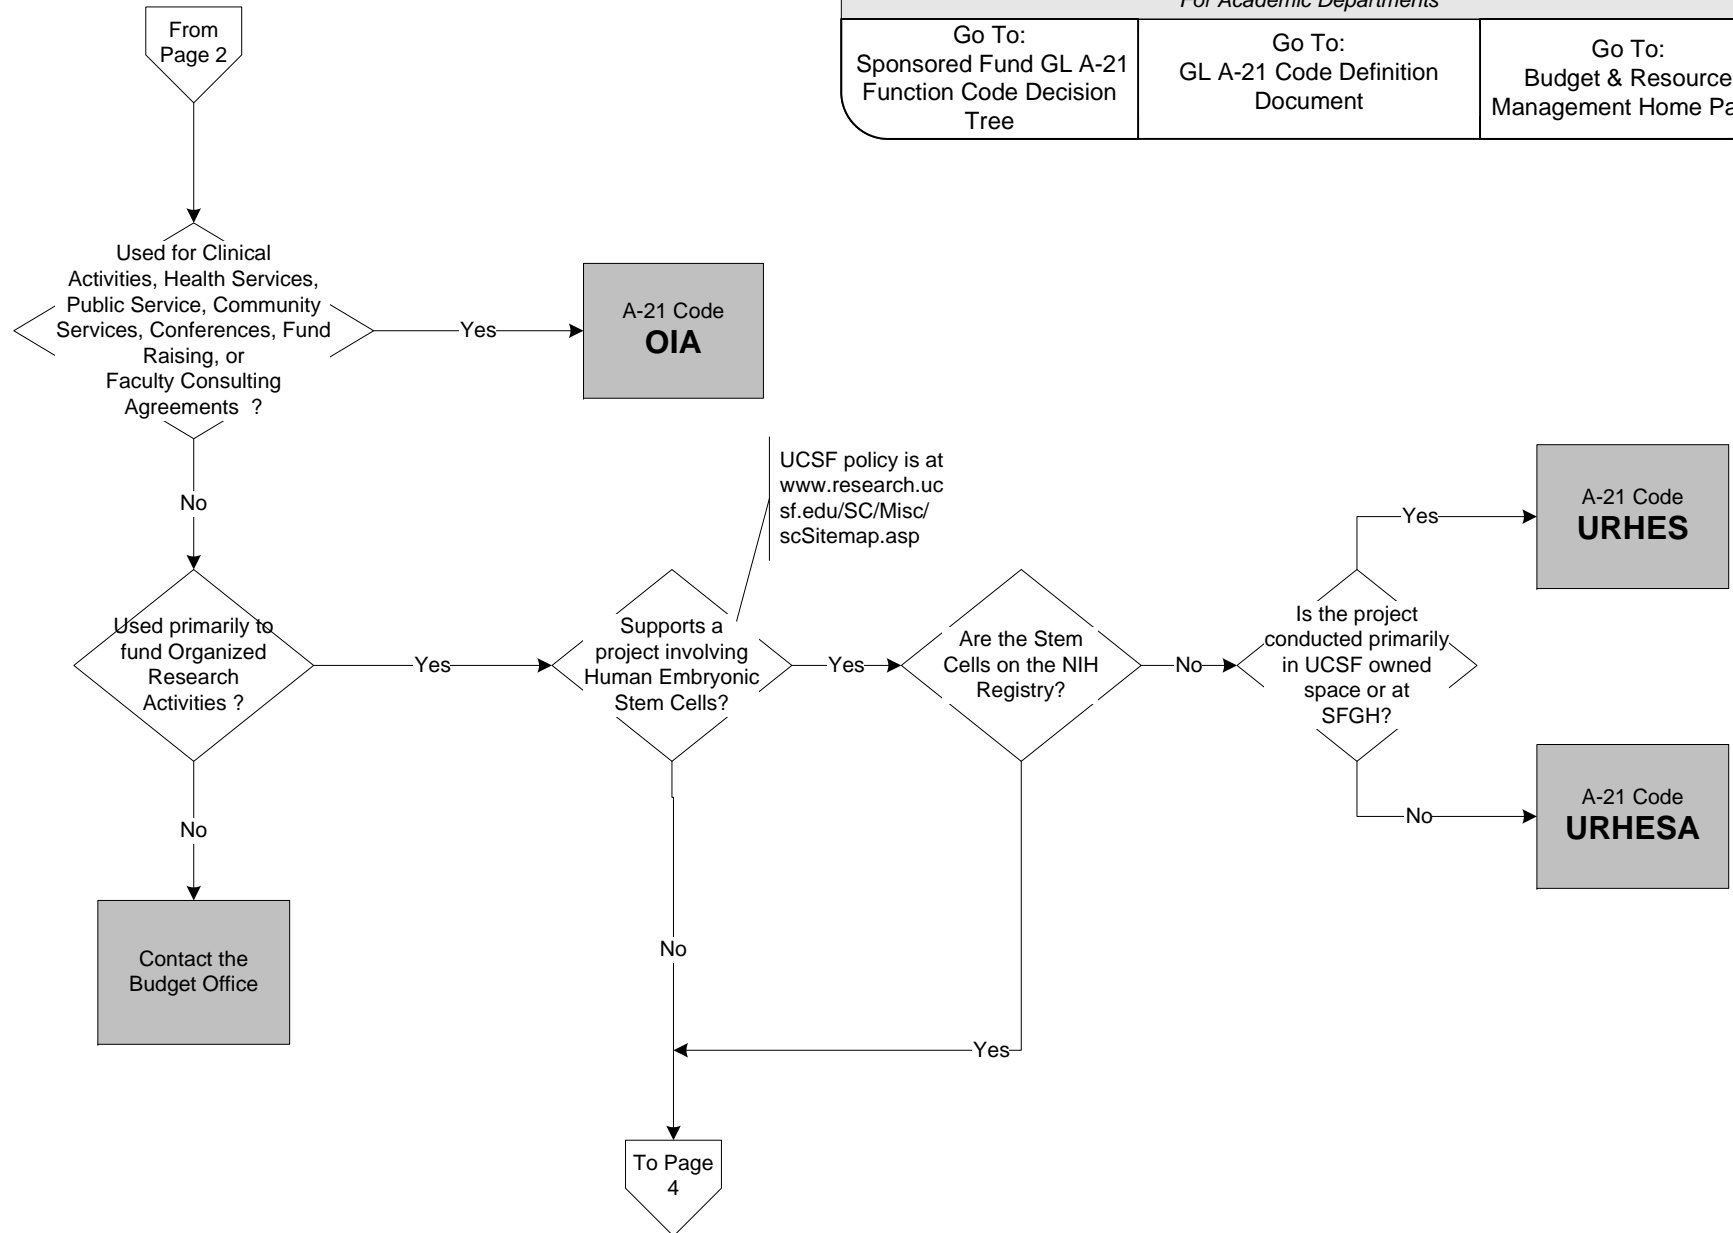 For Academic Departments
From
Page 2
Go To:
Sponsored Fund GL A-21
Function Code Decision
Tree
Go To:
GL A-21 Code Definition
Document
Go To:
Budget & Resource
Management Home
Used for Clinical
Activities, Health Services,
Public Service, Community
Services, Conferences, Fund
Raising, or
Faculty Consulting
Agreements ?
Yes
A-21 Code
OIA
No
UCSF policy is at
www.research.uc
sf.edu/SC/Misc/
scSitemap.asp
Used primarily to
fund Organized
Research
Activities ?
Yes
Supports a
project involving
Human Embryonic
Stem Cells?
Yes
Are the Stem
Cells on the NIH
Registry?
No
Is the project
conducted primarily
in UCSF owned
space or at
SFGH?
Yes
A-21 Code
URHES
No
A-21 Code
URHESA
No
Contact the
Budget Office
No
Yes
To Page
4